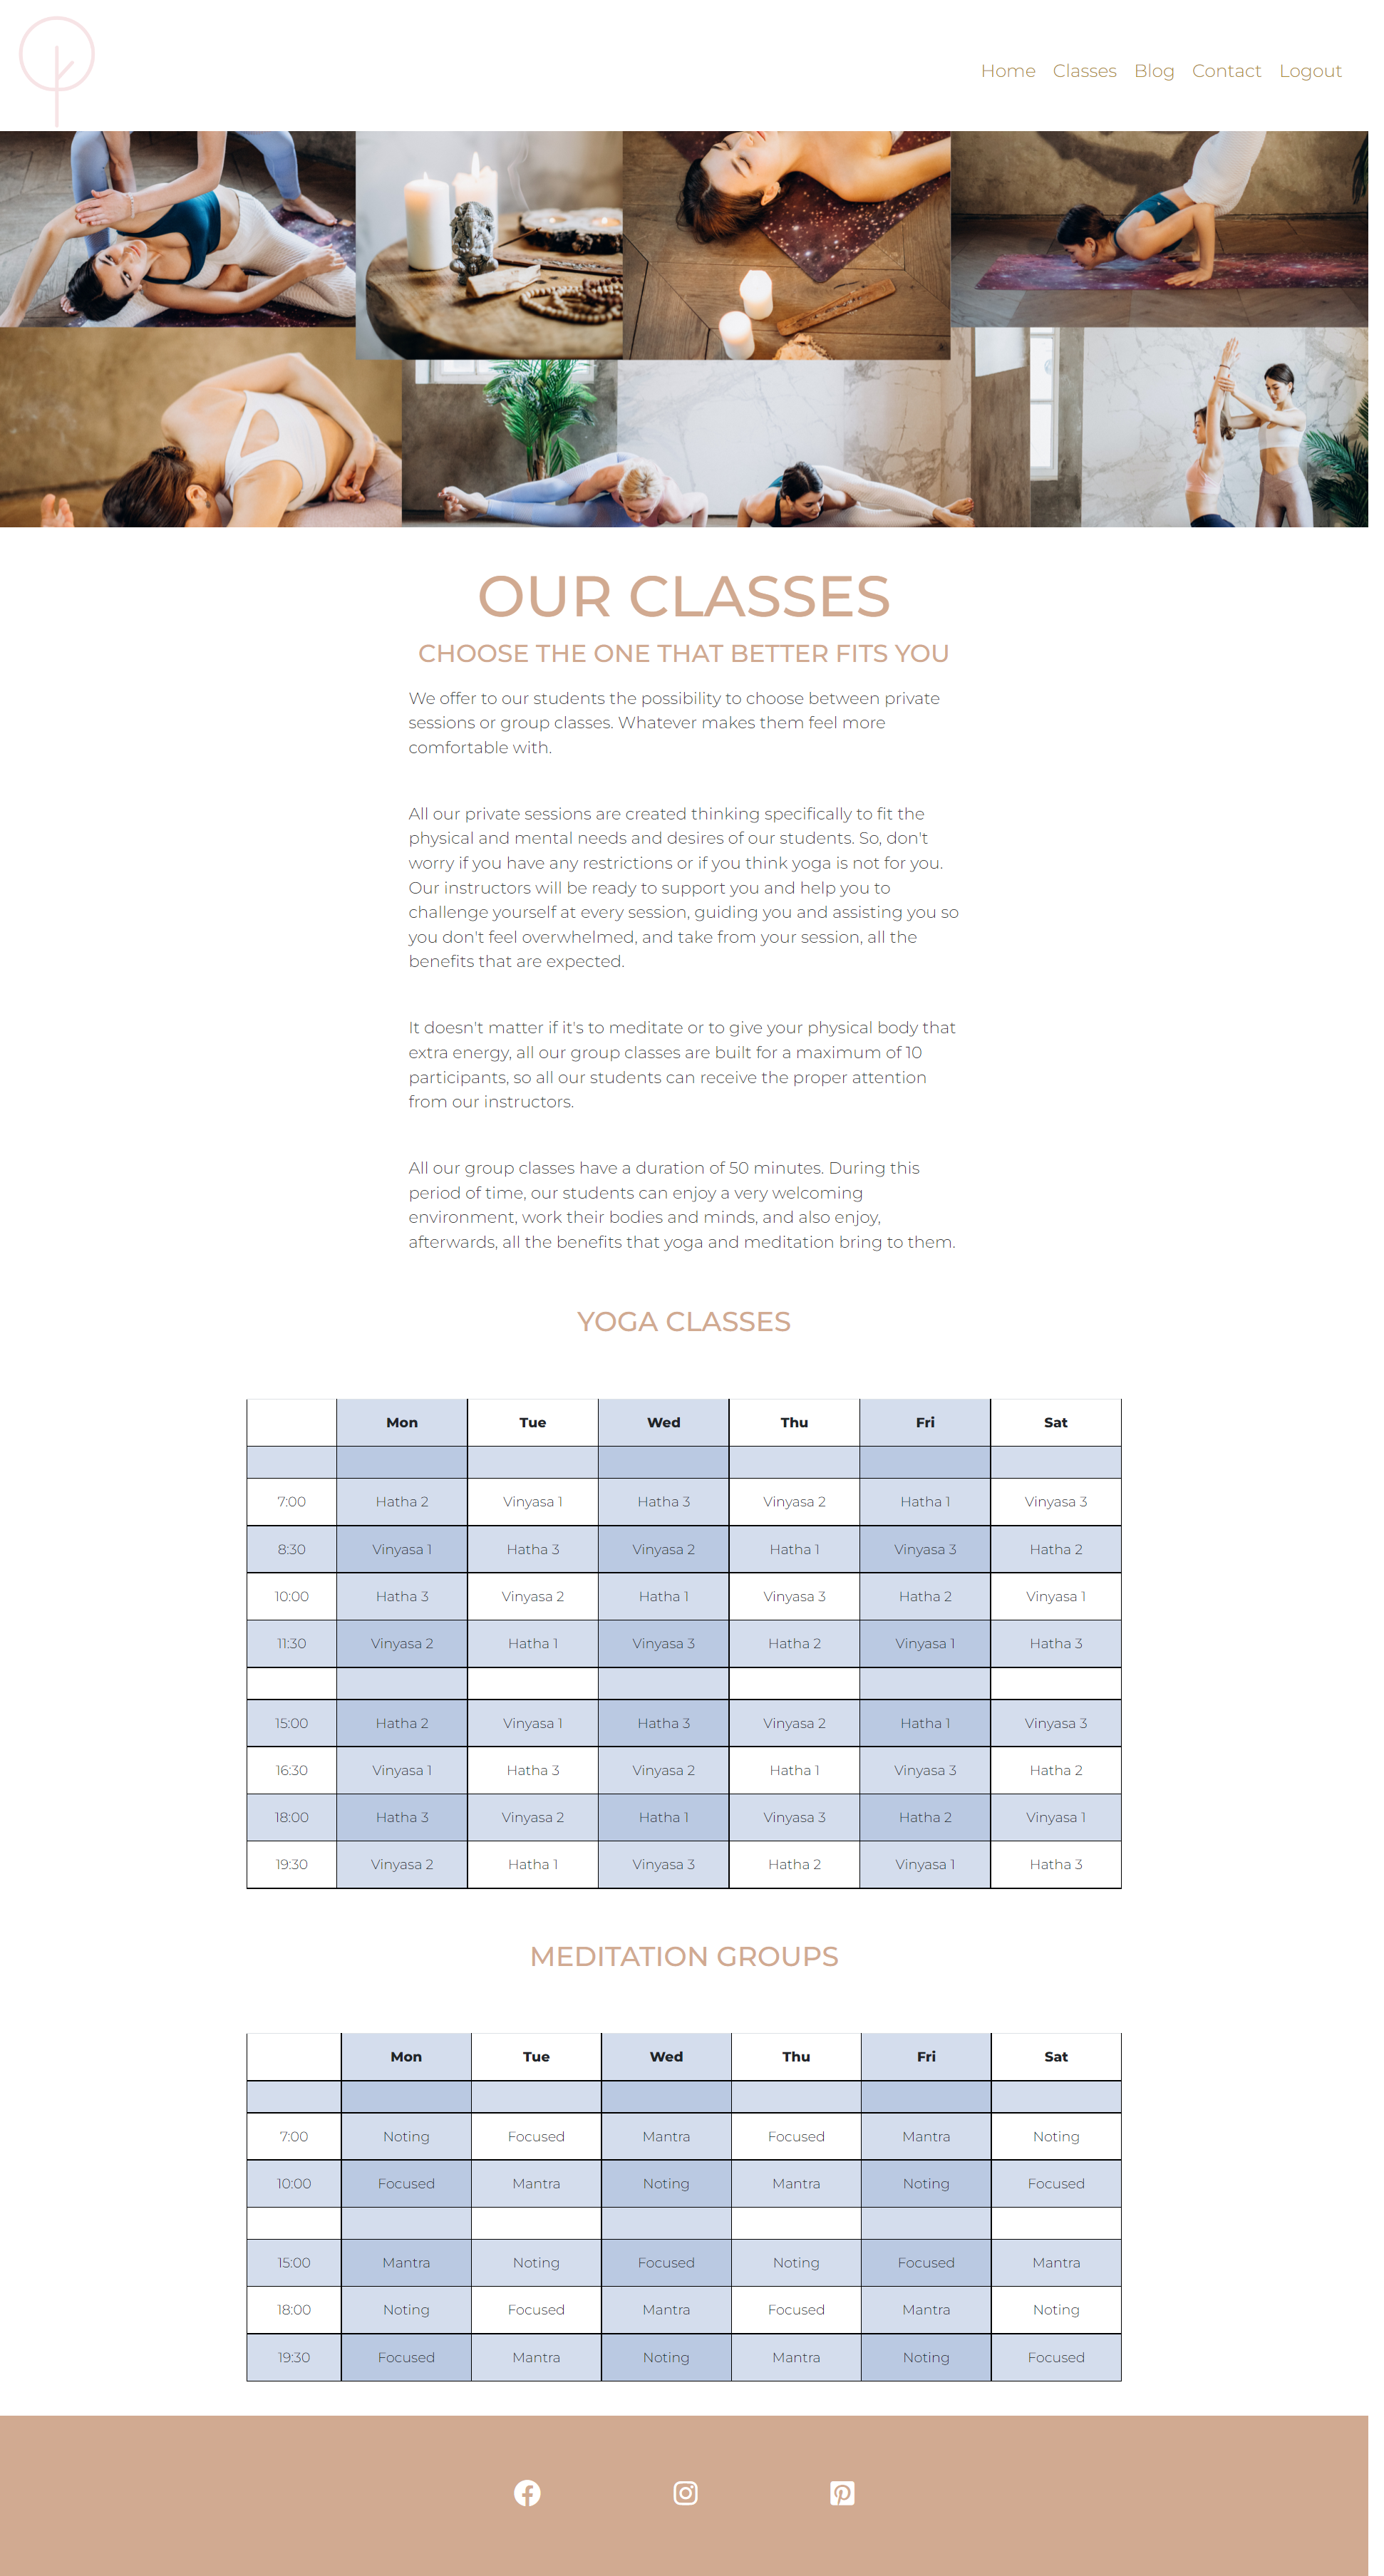 Home Classes Blog Contact Logout
OUR CLASSES
CHOOSE THE ONE THAT BETTER FITS YOU
We offer to our students the possibility to choose between private
sessions or group classes. Whatever makes them feel more
comfortable with.
All our private sessions are created thinking specifically to fit the
physical and mental needs and desires of our students. So, don't
worry if you have any restrictions or if you think yoga is not for you.
Our instructors will be ready to support you and help you to
challenge yourself at every session, guiding you and assisting you so
you don't feel overwhelmed, and take from your session, all the
benefits that are expected.
It doesn't matter if it's to meditate or to give your physical body that
extra energy, all our group classes are built for a maximum of 10
participants, so all our students can receive the proper attention
from our instructors.
All our group classes have a duration of 50 minutes. During this
period of time, our students can enjoy a very welcoming
environment, work their bodies and minds, and also enjoy,
afterwards, all the benefits that yoga and meditation bring to them.
YOGA CLASSES
Mon Tue Wed Thu Fri Sat
7:00 Hatha 2 Vinyasa 1 Hatha 3 Vinyasa 2 Hatha 1 Vinyasa 3
8:30 Vinyasa 1 Hatha 3 Vinyasa 2 Hatha 1 Vinyasa 3 Hatha 2
10:00 Hatha 3 Vinyasa 2 Hatha 1 Vinyasa 3 Hatha 2 Vinyasa 1
11:30 Vinyasa 2 Hatha 1 Vinyasa 3 Hatha 2 Vinyasa 1 Hatha 3
15:00 Hatha 2 Vinyasa 1 Hatha 3 Vinyasa 2 Hatha 1 Vinyasa 3
16:30 Vinyasa 1 Hatha 3 Vinyasa 2 Hatha 1 Vinyasa 3 Hatha 2
18:00 Hatha 3 Vinyasa 2 Hatha 1 Vinyasa 3 Hatha 2 Vinyasa 1
19:30 Vinyasa 2 Hatha 1 Vinyasa 3 Hatha 2 Vinyasa 1 Hatha 3
MEDITATION GROUPS
Mon Tue Wed Thu Fri Sat
7:00 Noting Focused Mantra Focused Mantra Noting
10:00 Focused Mantra Noting Mantra Noting Focused
15:00 Mantra Noting Focused Noting Focused Mantra
18:00 Noting Focused Mantra Focused Mantra Noting
19:30 Focused Mantra Noting Mantra Noting Focused